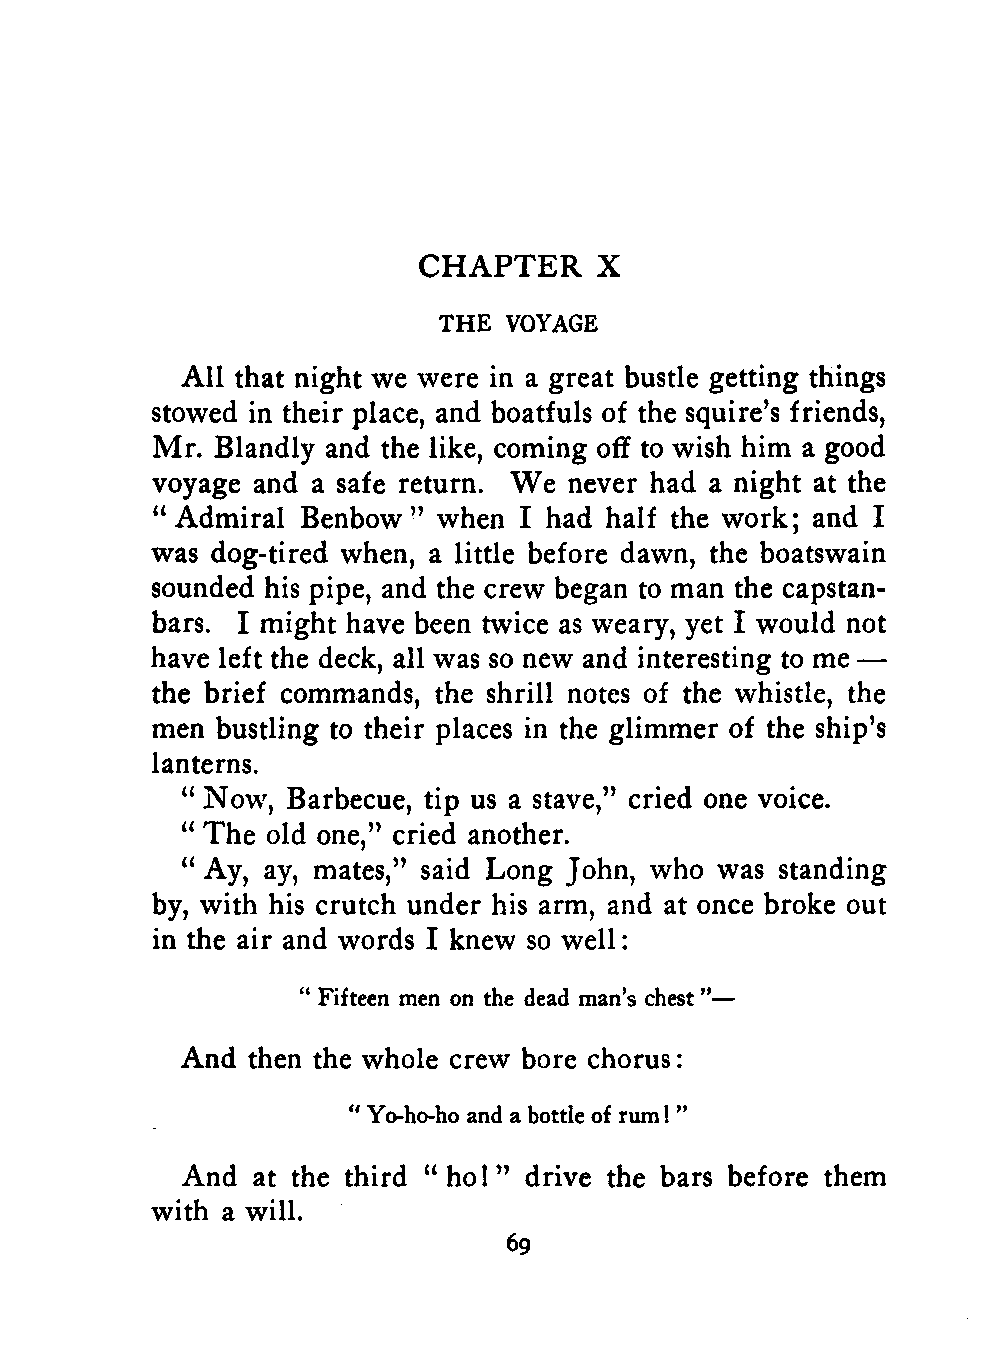 CHAPTER X
THE VOYAGE
All that night we were in a great bustle getting things
stowed in their place, and boatfuls of the squire's friends,
Mr. Blandly and the like, coming off to wish him a good
voyage and a safe return. We never had a night at the
“ Admiral Benbow ” when I had half the work; and I
was dog-tired when, a little before dawn, the boatswain
sounded his pipe, and the crew began to man the capstan-
bars. I might have been twice as weary, yet I would not
have left the deck, all was so new and interesting to me —
the brief commands, the shrill notes of the whistle, the
men bustling to their places in the glimmer of the ship's
lanterns.
“ Now, Barbecue, tip us a stave,” cried one voice.
“ The old one,” cried another.
“ Ay, ay, mates,” said Long John, who was standing
by, with his crutch under his arm, and at once broke out
in the air and words I knew so well:
“ Fifteen men on the dead man's chest ”—
And then the whole crew bore chorus:
“ Yo-ho-ho and a bottle of rum! ”
And at the third “ ho! ” drive the bars before them
with a will.
69